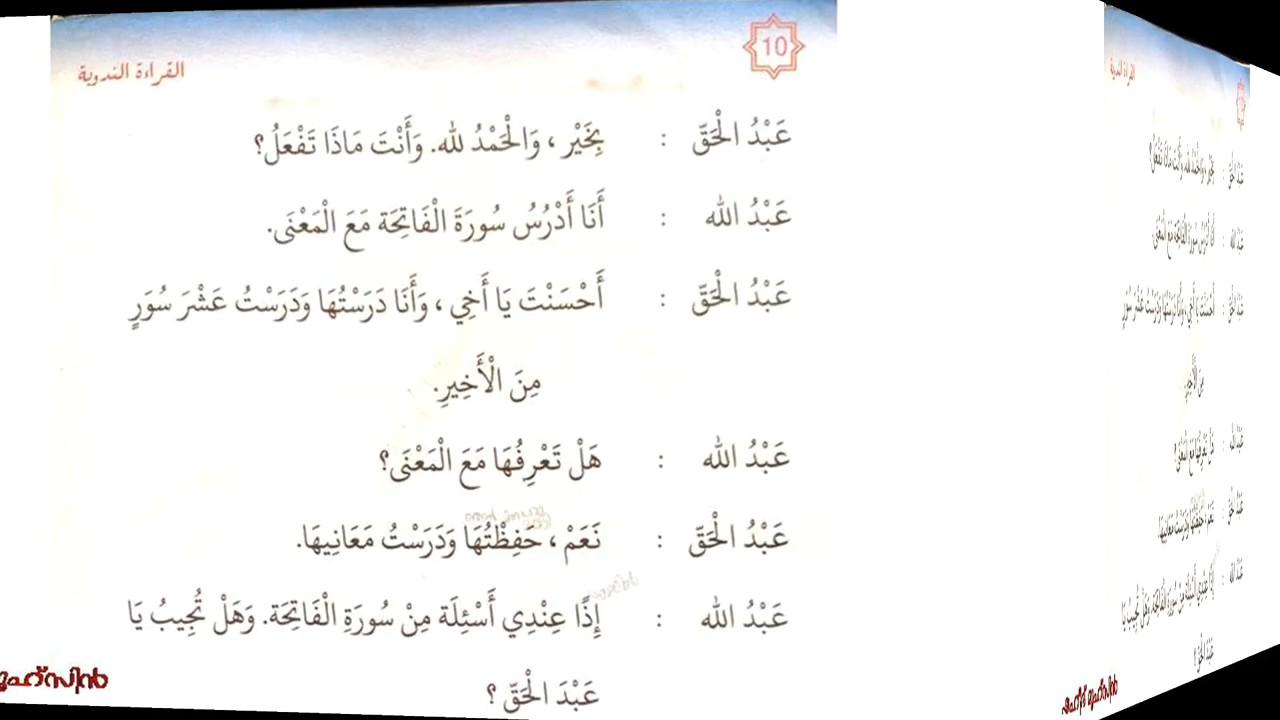 10
القراءة الندوية
عَبْدُ الْحَقّ : بِخَيْر ، وَالْحَمْدُ لله. وَأَنْتَ مَاذَا تَفْعَلُ؟
عَبْدُ الله : أَنَا أَدْرُسُ سُورَةَ الْفَاتِحَة مَعَ الْمَعْنَى.
عَبْدُ الْحَقّ : أَحْسَنْتَ يَا أَخِي ، وَأَنَا دَرَسْتُهَا وَدَرَسْتُ عَشْرَ سُوَرٍ
مِنَ الْأَخِيرِ.
عَبْدُ الله : هَلْ تَعْرِفُهَا مَعَ الْمَعْنَى؟
عَبْدُ الْحَقّ : نَعَمْ ، حَفِظْتُهَا وَدَرَسْتُ مَعَانِيهَا.
عَبْدُ الله : إِذًا عِنْدِي أَسْئِلَة مِنْ سُورَةِ الْفَاتِحَة. وَهَلْ تُجِيبُ يَا
عَبْدَ الْحَقّ ؟
മുഹ്സിൻ